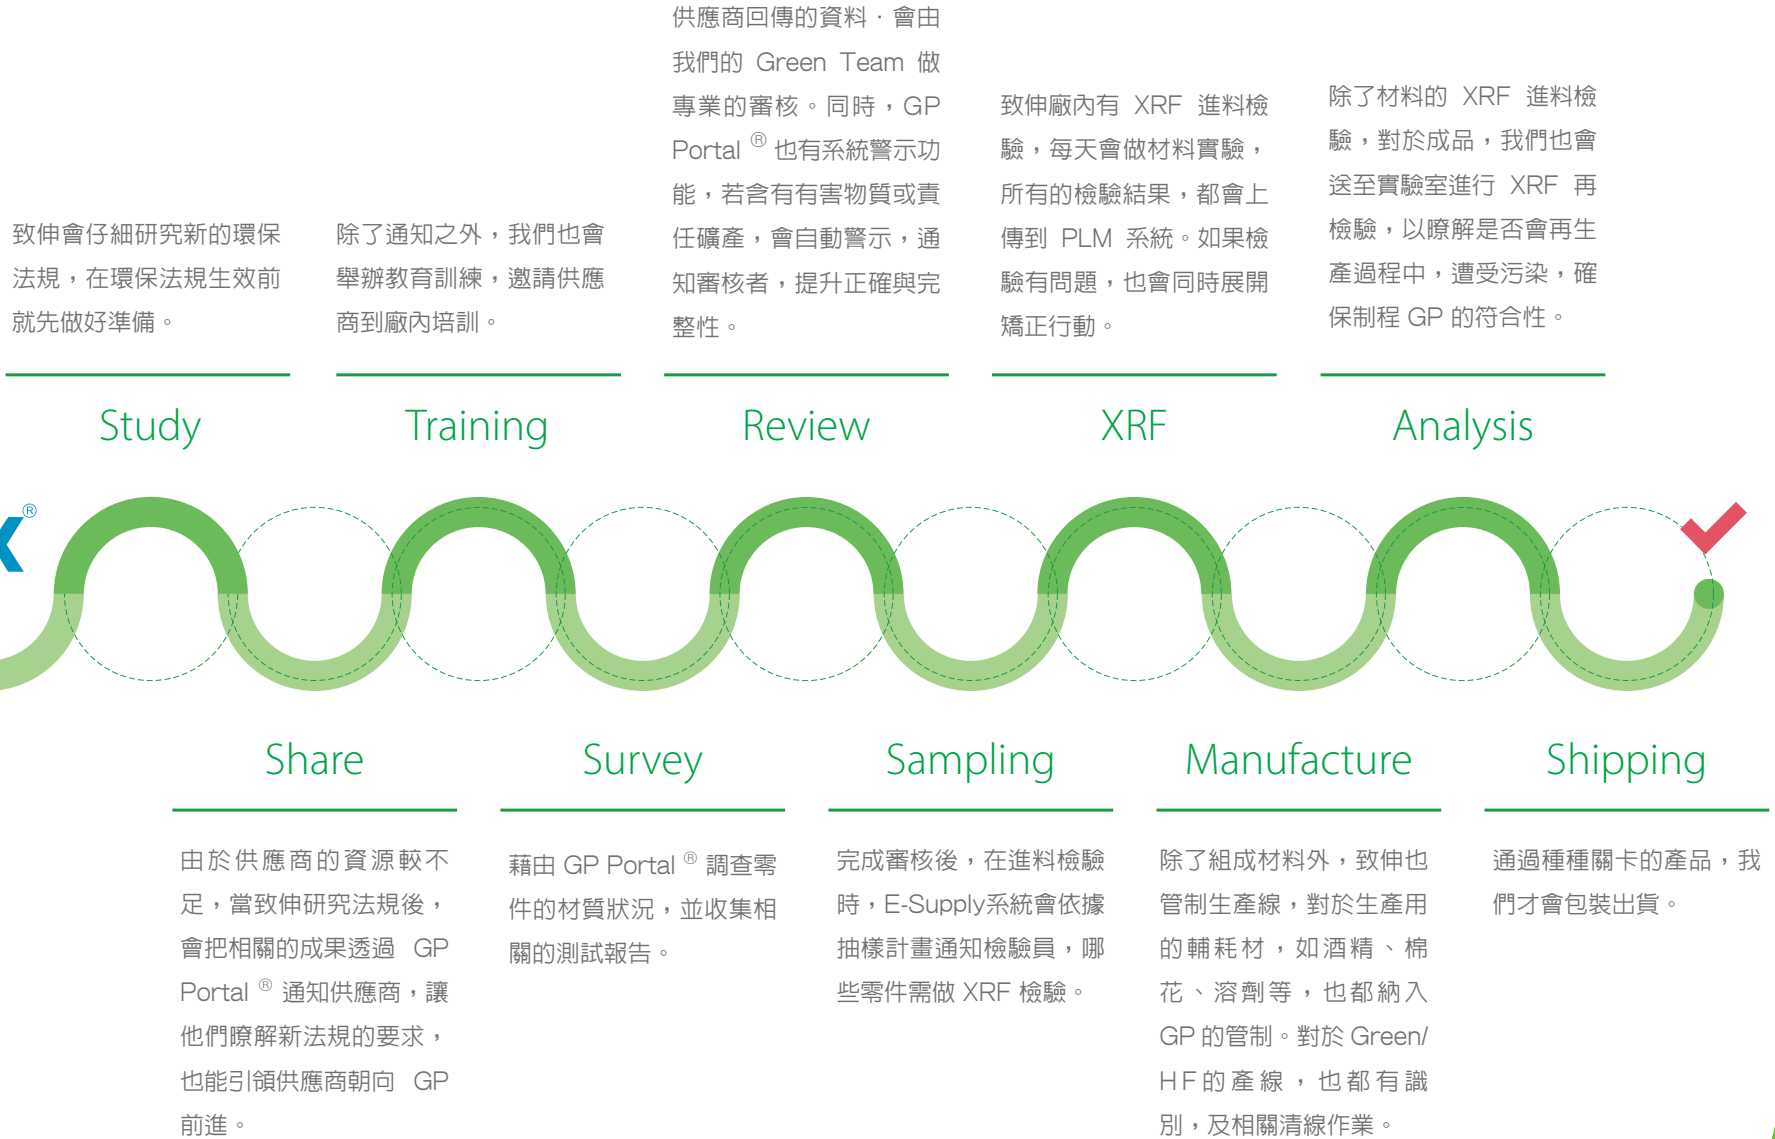 致伸會仔細研究新的環保
法規，在環保法規生效前
就先做好準備。
Study
除了通知之外，我們也會
舉辦教育訓練，邀請供應
商到廠內培訓。
Training
供應商回傳的資料．會由
我們的 Green Team 做
專業的審核。同時，GP
Portal ® 也有系統警示功
能，若含有有害物質或責
任礦產，會自動警示，通
知審核者，提升正確與完
整性。
Review
致伸廠內有 XRF 進料檢
驗，每天會做材料實驗，
所有的檢驗結果，都會上
傳到 PLM 系統。如果檢
驗有問題，也會同時展開
矯正行動。
XRF
除了材料的 XRF 進料檢
驗，對於成品，我們也會
送至實驗室進行 XRF 再
檢驗，以瞭解是否會再生
產過程中，遭受污染，確
保制程 GP 的符合性。
Analysis
X®
Share
由於供應商的資源較不
足，當致伸研究法規後，
會把相關的成果透過 GP
Portal ® 通知供應商，讓
他們瞭解新法規的要求，
也能引領供應商朝向 GP
前進。
Survey
藉由 GP Portal ® 調查零
件的材質狀況，並收集相
關的測試報告。
Sampling
完成審核後，在進料檢驗
時，E-Supply系統會依據
抽樣計畫通知檢驗員，哪
些零件需做 XRF 檢驗。
Manufacture
除了組成材料外，致伸也
管制生產線，對於生產用
的輔耗材，如酒精、棉
花、溶劑等，也都納入
GP 的管制。對於 Green/
HF的產線，也都有識
別，及相關清線作業。
Shipping
通過種種關卡的產品，我
們才會包裝出貨。